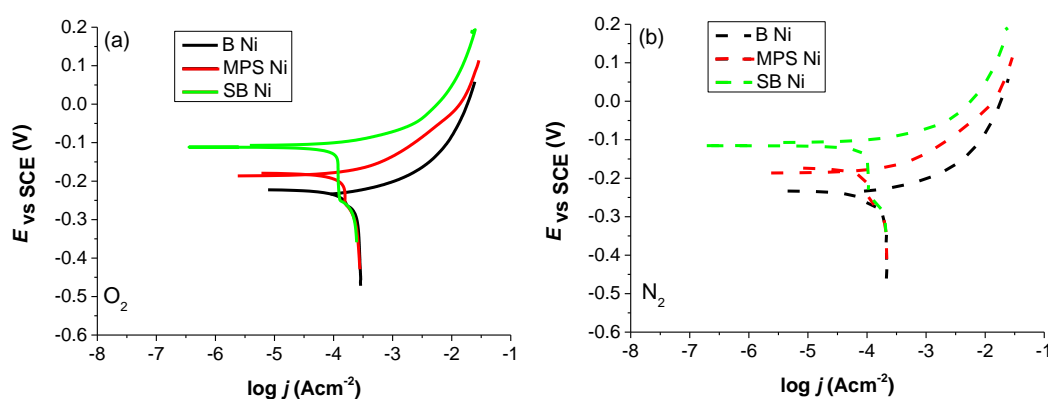 (a)
B Ni
MPS Ni
SB Ni
0.2
0.1
0.0
-0.1
-0.2
-0.3
-0.4
-0.5
-0.6
E vs SCE (V)
O2
-8 -7 -6 -5 -4 -3 -2 -1
log j (Acm-2)
(b)
B Ni
MPS Ni
SB Ni
0.2
0.1
0.0
-0.1
-0.2
-0.3
-0.4
-0.5
-0.6
E vs SCE (V)
N2
-8 -7 -6 -5 -4 -3 -2 -1
log j (Acm-2)